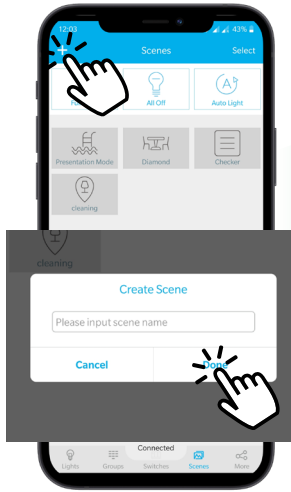 12:03
43%
+ Scenes Select
All Off
Auto Light
Presentation Mode
Diamond
Checker
cleaning
cleaning
Create Scene
Please input scene name
Cancel
Done
Connected
Lights
Groups
Switches
Scenes
More